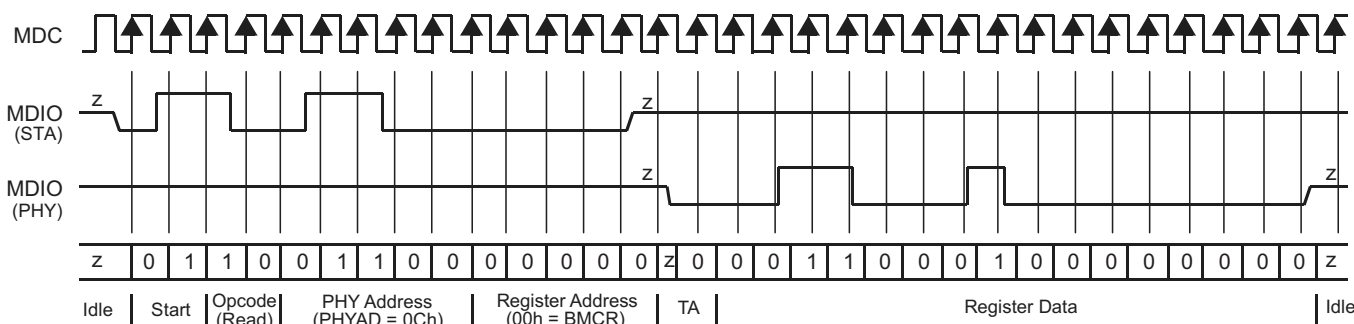 MDC
z
z
MDIO
(STA)
z
z
MDIO
(PHY)
z 0 1 1 0 0 1 1 0 0 0 0 0 0 0 z 0 0 0 1 1 0 0 0 1 0 0 0 0 0 0 0 0 z
Idle Start Opcode (Read) PHY Address (PHYAD = 0Ch) Register Address (00h = BMCR) TA Register Data Idle